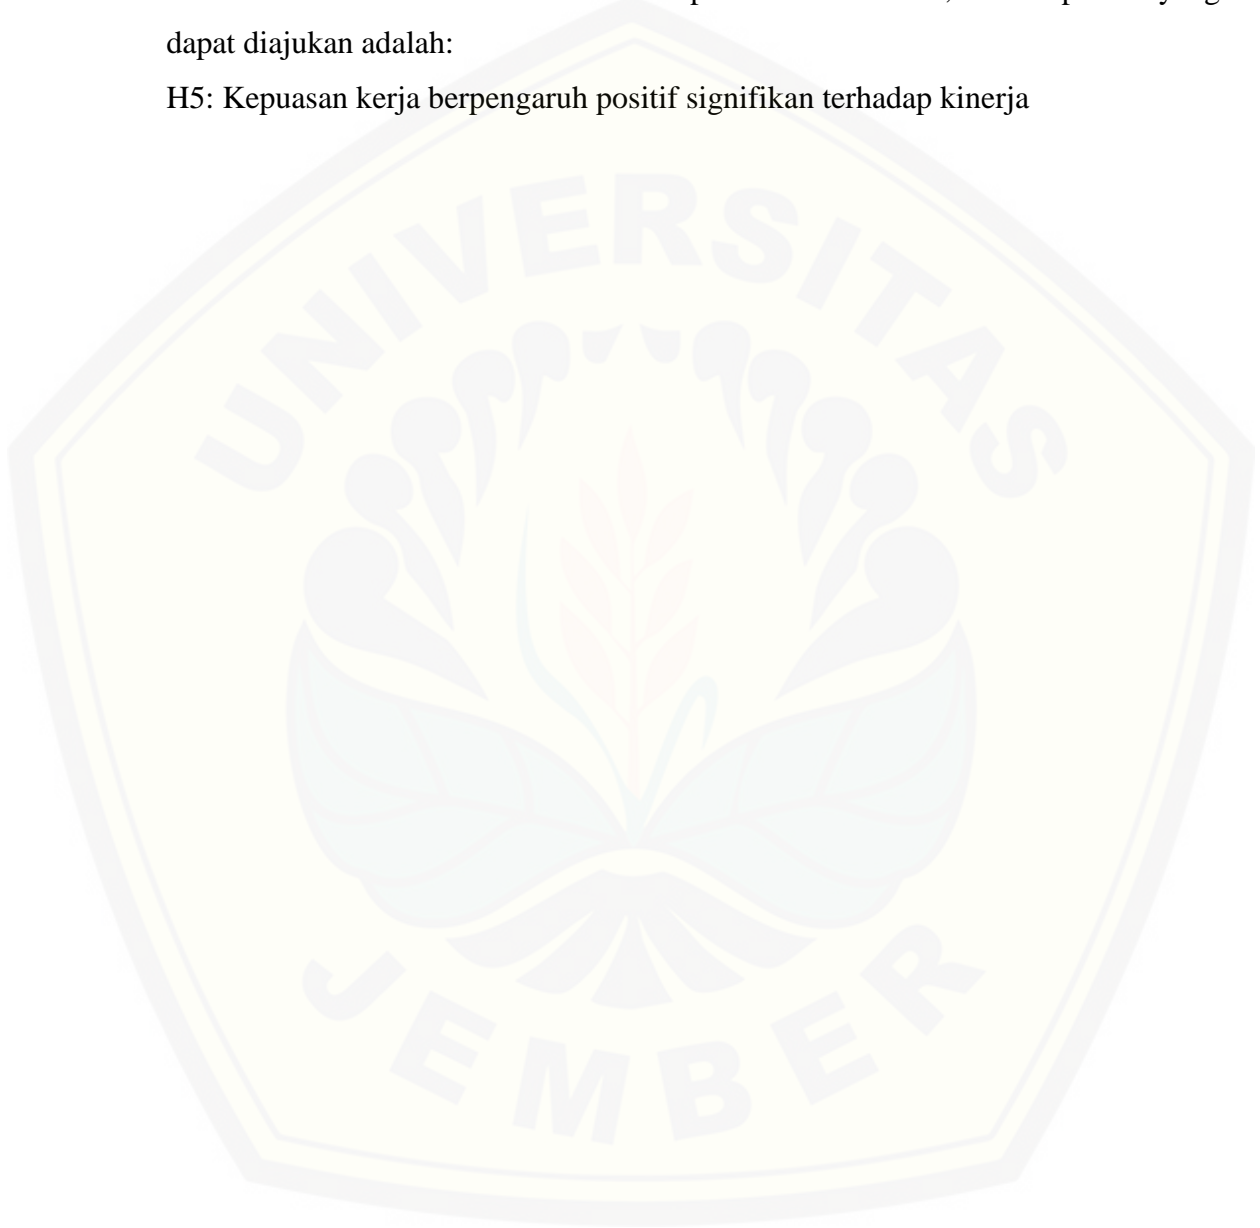 dapat diajukan adalah:
H5: Kepuasan kerja berpengaruh positif signifikan terhadap kinerja
UNIVERSITAS
JEMBER